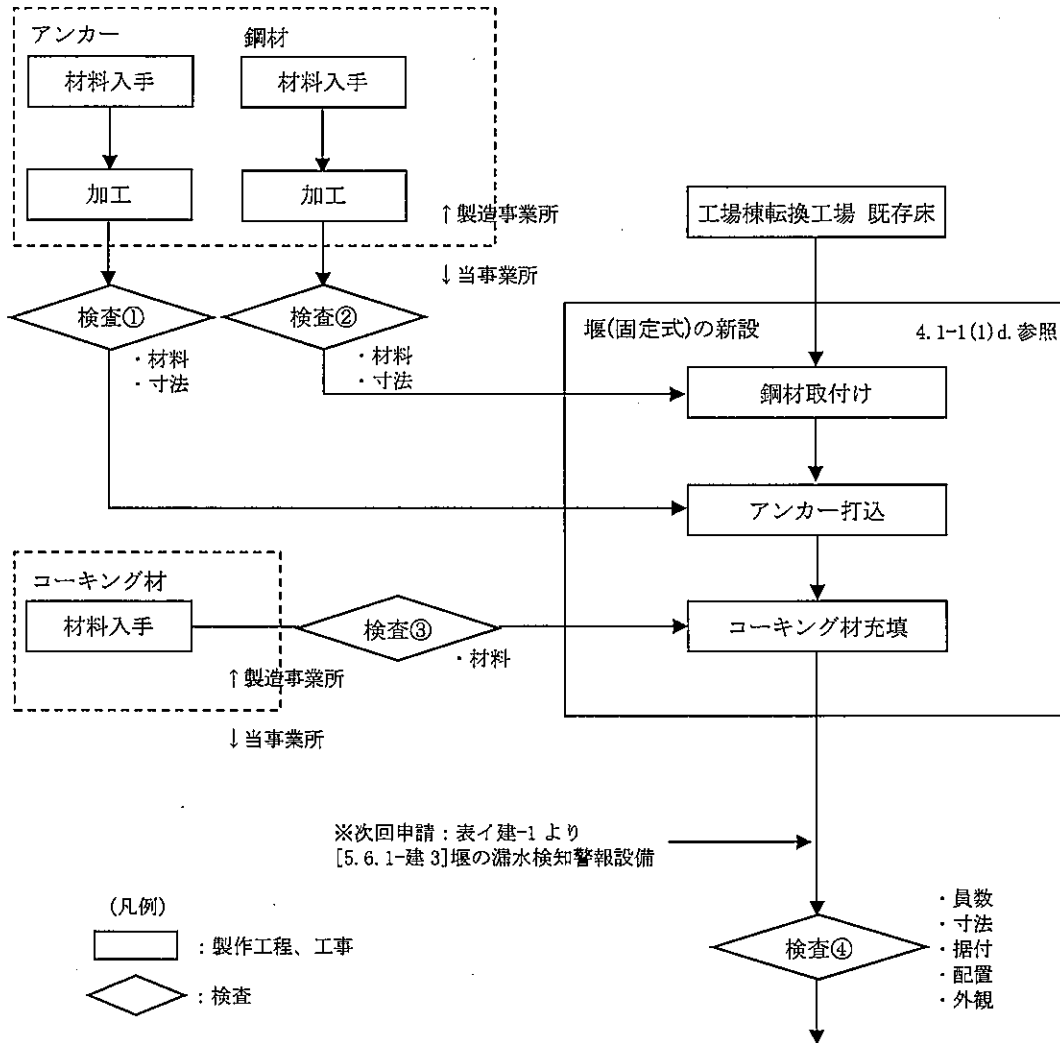 アンカー
鋼材
材料入手
材料入手
加工
加工
↑製造事業所
↓当事業所
工場棟転換工場 既存床
検査①
・材料
・寸法
検査②
・材料
・寸法
堰(固定式)の新設
4.1-1(1)d.参照
鋼材取付け
アンカー打込
コーキング材
材料入手
検査③
・材料
コーキング材充填
↑製造事業所
↓当事業所
※次回申請：表イ建-1 より
[5.6.1-建 3]堰の漏水検知警報設備
検査④
・員数
・寸法
・据付
・配置
・外観
(凡例)
：製作工程、工事
：検査